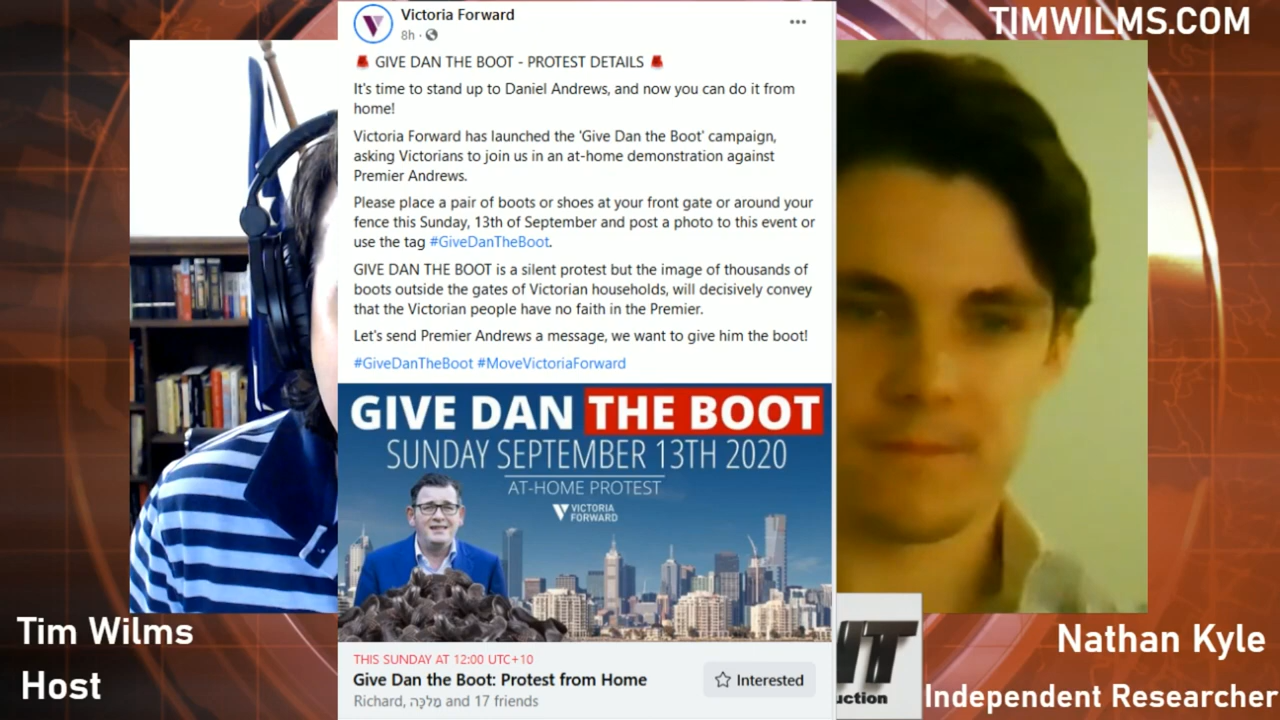 Victoria Forward
8h ·
GIVE DAN THE BOOT - PROTEST DETAILS
It's time to stand up to Daniel Andrews, and now you can do it from
home!
Victoria Forward has launched the 'Give Dan the Boot' campaign,
asking Victorians to join us in an at-home demonstration against
Premier Andrews.
Please place a pair of boots or shoes at your front gate or around your
fence this Sunday, 13th of September and post a photo to this event or
use the tag #GiveDanTheBoot.
GIVE DAN THE BOOT is a silent protest but the image of thousands of
boots outside the gates of Victorian households, will decisively convey
that the Victorian people have no faith in the Premier.
Let's send Premier Andrews a message, we want to give him the boot!
#GiveDanTheBoot #MoveVictoriaForward
GIVE DAN THE BOOT
SUNDAY SEPTEMBER 13TH 2020
AT-HOME PROTEST
VICTORIA
FORWARD
THIS SUNDAY AT 12:00 UTC+10
Give Dan the Boot: Protest from Home
Interested
Richard, מלכה and 17 friends
TIMWILMS.COM
Tim Wilms
Host
Nathan Kyle
Independent Researcher